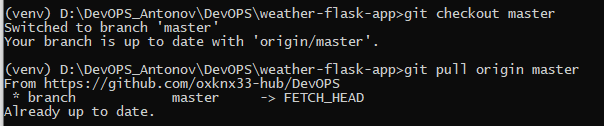 (venv) D:\DevOPS_Antonov\DevOPS\weather-flask-app>git checkout master
Switched to branch 'master'
Your branch is up to date with 'origin/master'.
(venv) D:\DevOPS_Antonov\DevOPS\weather-flask-app>git pull origin master
From https://github.com/oxknx33-hub/DevOPS
 * branch            master     -> FETCH_HEAD
Already up to date.